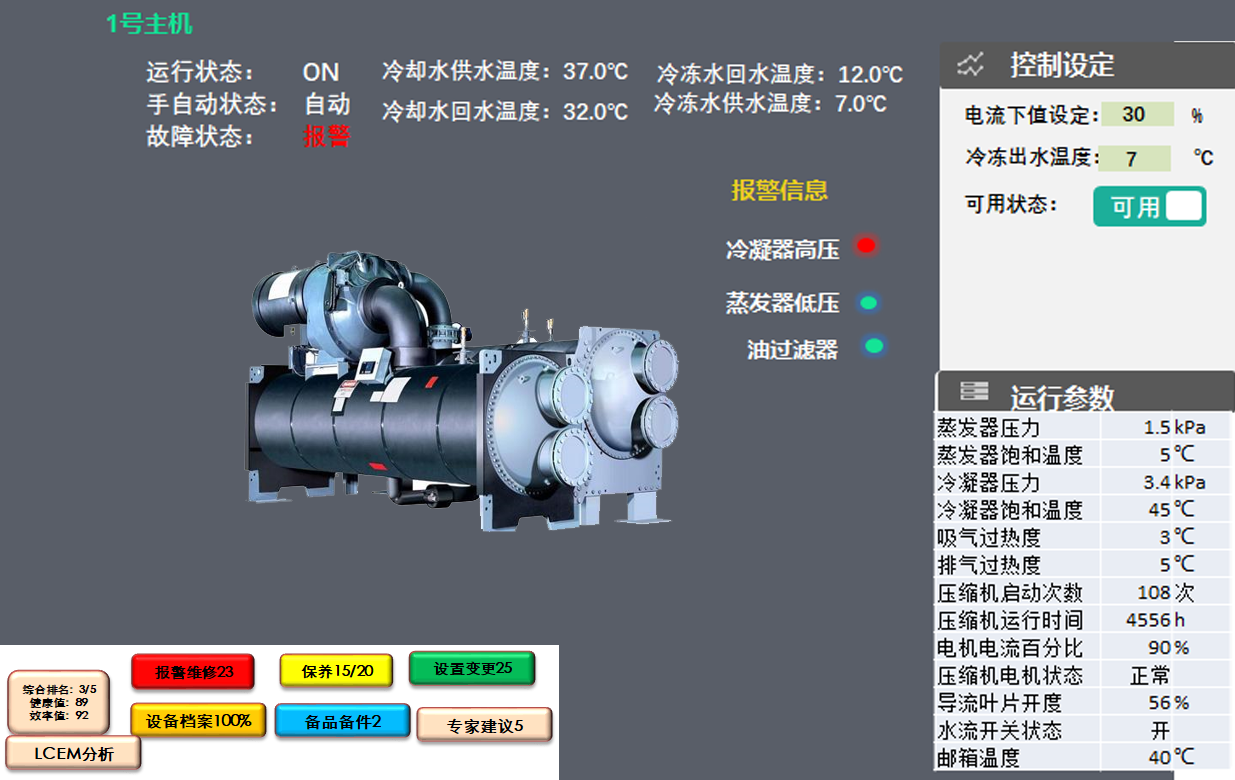 1号主机
运行状态： ON
手自动状态： 自动
故障状态： 报警
冷却水供水温度：37.0℃
冷却水回水温度：32.0℃
冷冻水回水温度：12.0℃
冷冻水供水温度：7.0℃
报警信息
冷凝器高压
蒸发器低压
油过滤器
控制设定
电流下值设定： 30 %
冷冻出水温度： 7 ℃
可用状态： 可用
运行参数
蒸发器压力 1.5 kPa
蒸发器饱和温度 5 ℃
冷凝器压力 3.4 kPa
冷凝器饱和温度 45 ℃
吸气过热度 3 ℃
排气过热度 5 ℃
压缩机启动次数 108 次
压缩机运行时间 4556 h
电机电流百分比 90 %
压缩机电机状态 正常
导流叶片开度 56 %
水流开关状态 开
邮箱温度 40 ℃
综合排名：3/5
健康值：89
效率值：92
LCEM分析
报警维修23
保养15/20
设置变更25
设备档案100%
备品备件2
专家建议5